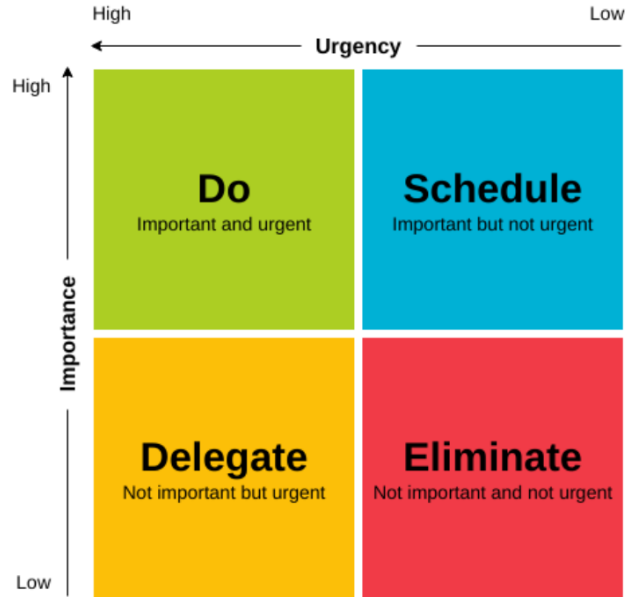 High
Low
Urgency
High
Importance
Low
Do
Important and urgent
Schedule
Important but not urgent
Delegate
Not important but urgent
Eliminate
Not important and not urgent